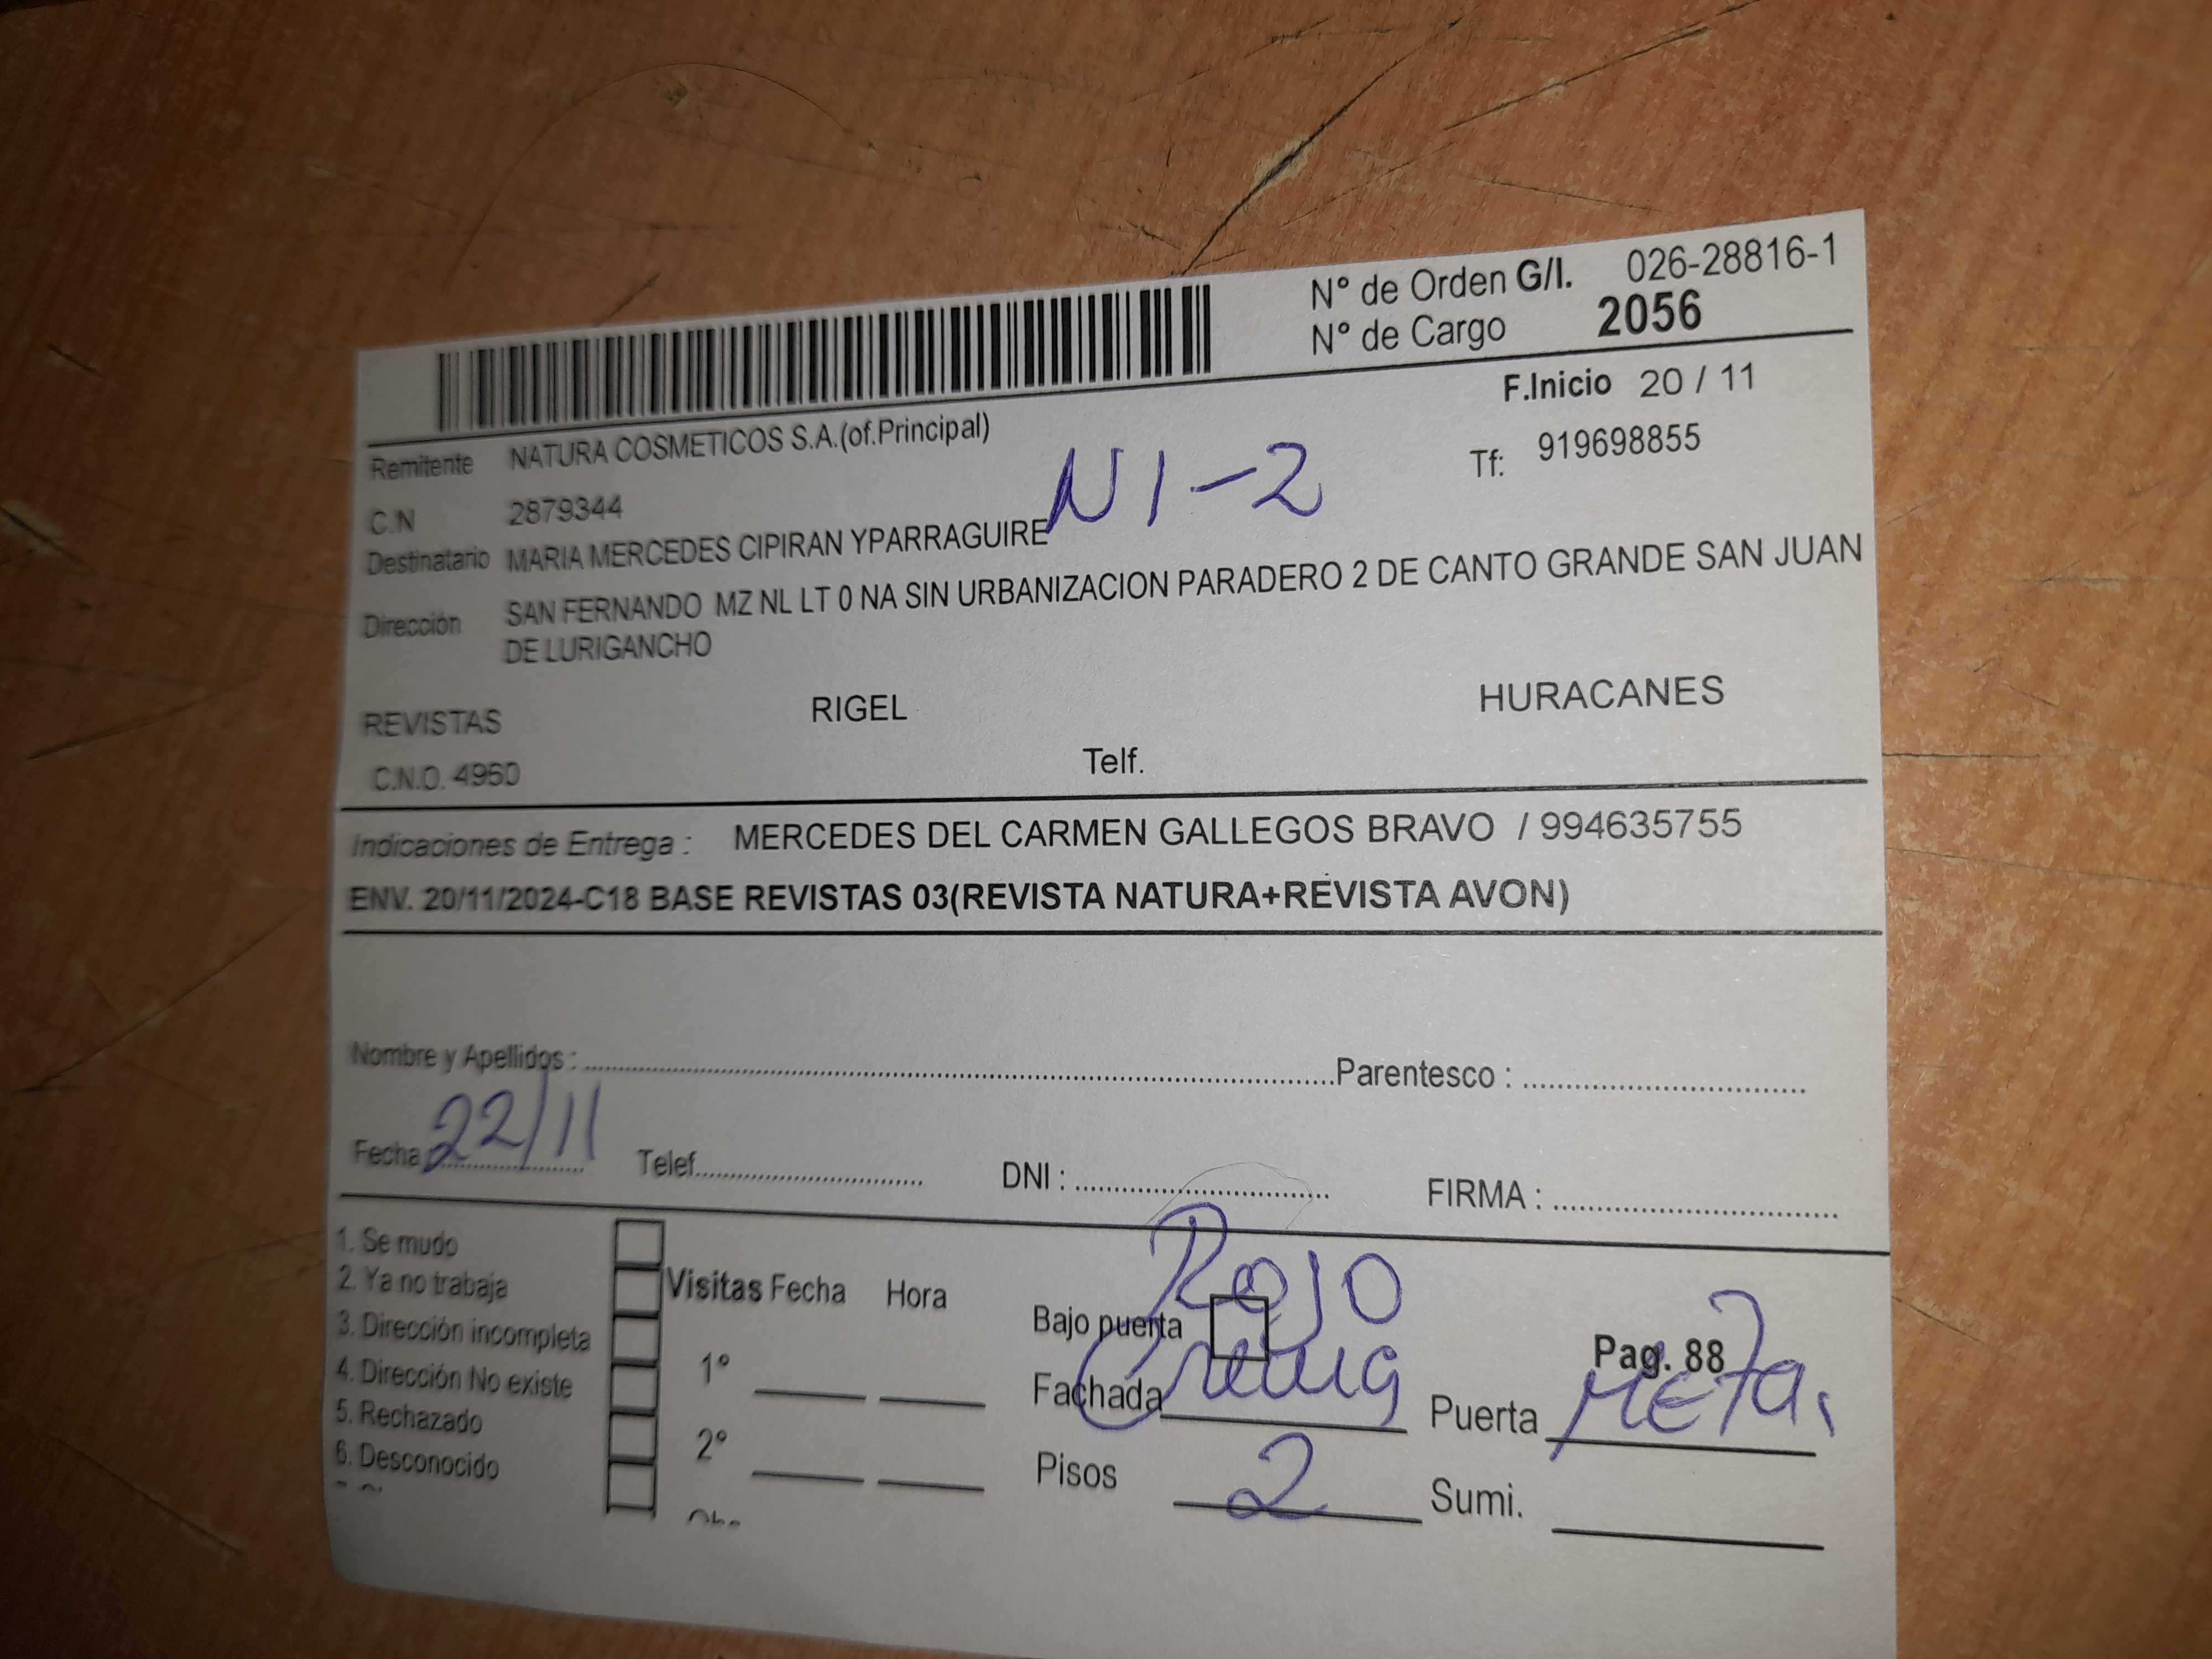 N° de Orden G/I. 026-28816-1
N° de Cargo 2056
F.Inicio 20 / 11
Remitente NATURA COSMETICOS S.A.(of.Principal)
Tf: 919698855
C.N 2879344
N1-2
Destinatario MARIA MERCEDES CIPIRAN YPARRAGUIRE
Dirección SAN FERNANDO MZ NL LT 0 NA SIN URBANIZACION PARADERO 2 DE CANTO GRANDE SAN JUAN
DE LURIGANCHO
REVISTAS RIGEL HURACANES
C.N.O. 4960 Telf.
Indicaciones de Entrega : MERCEDES DEL CARMEN GALLEGOS BRAVO / 994635755
ENV. 20/11/2024-C18 BASE REVISTAS 03(REVISTA NATURA+REVISTA AVON)
Nombre y Apellidos : Parentesco :
Fecha 22/11 Telef. DNI : FIRMA :
1. Se mudo
2. Ya no trabaja
3. Dirección incompleta
4. Dirección No existe
5. Rechazado
6. Desconocido
Visitas Fecha Hora
1°
2°
Rojo
Bajo puerta
Pag. 88
Fachada Crema Puerta Metal
Pisos 2 Sumi.